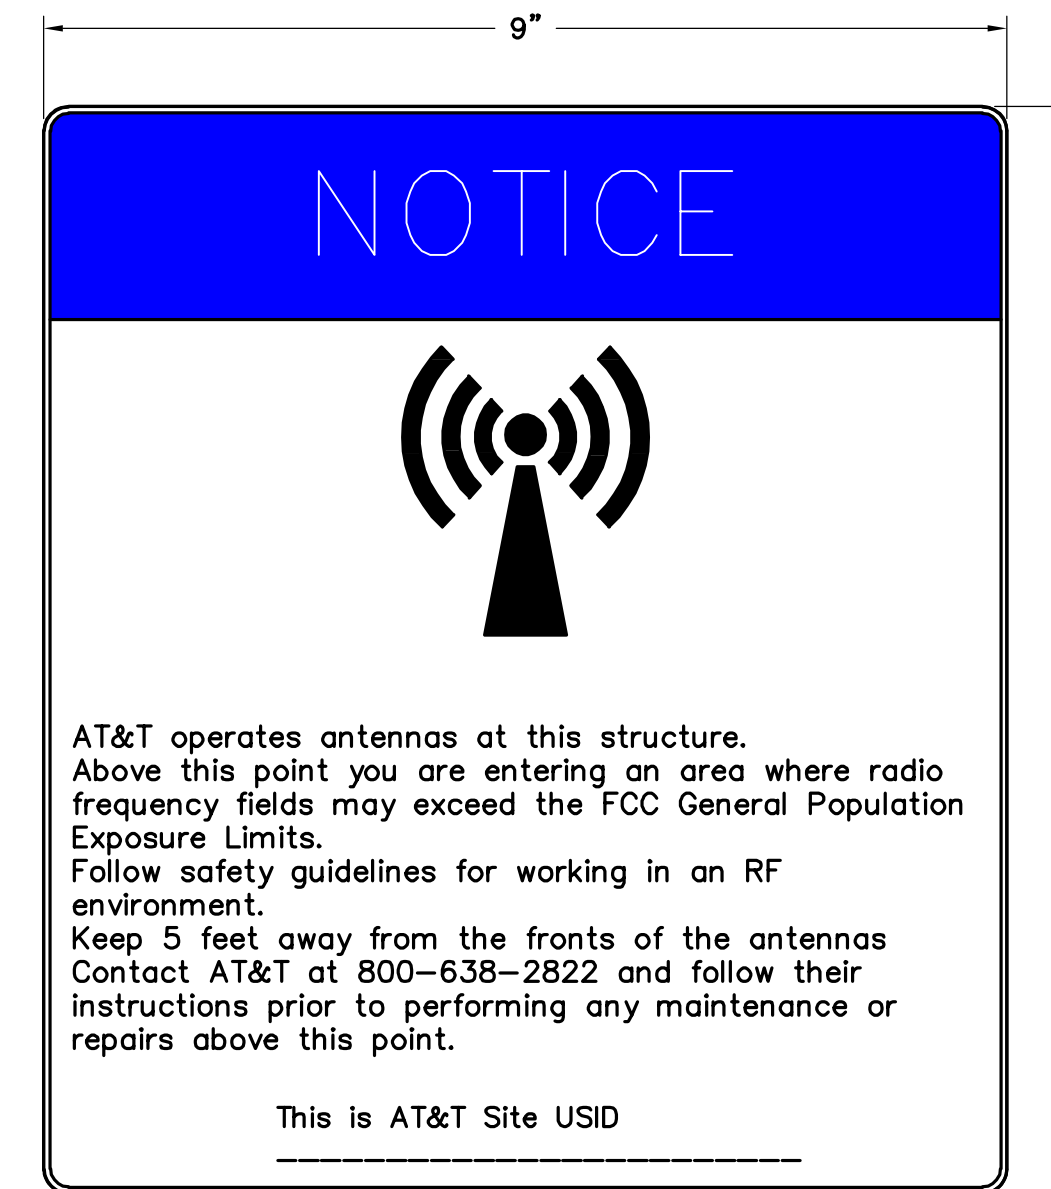 9”
NOTICE
AT&T operates antennas at this structure.
Above this point you are entering an area where radio
frequency fields may exceed the FCC General Population
Exposure Limits.
Follow safety guidelines for working in an RF
environment.
Keep 5 feet away from the fronts of the antennas
Contact AT&T at 800–638–2822 and follow their
instructions prior to performing any maintenance or
repairs above this point.
This is AT&T Site USID
________________________